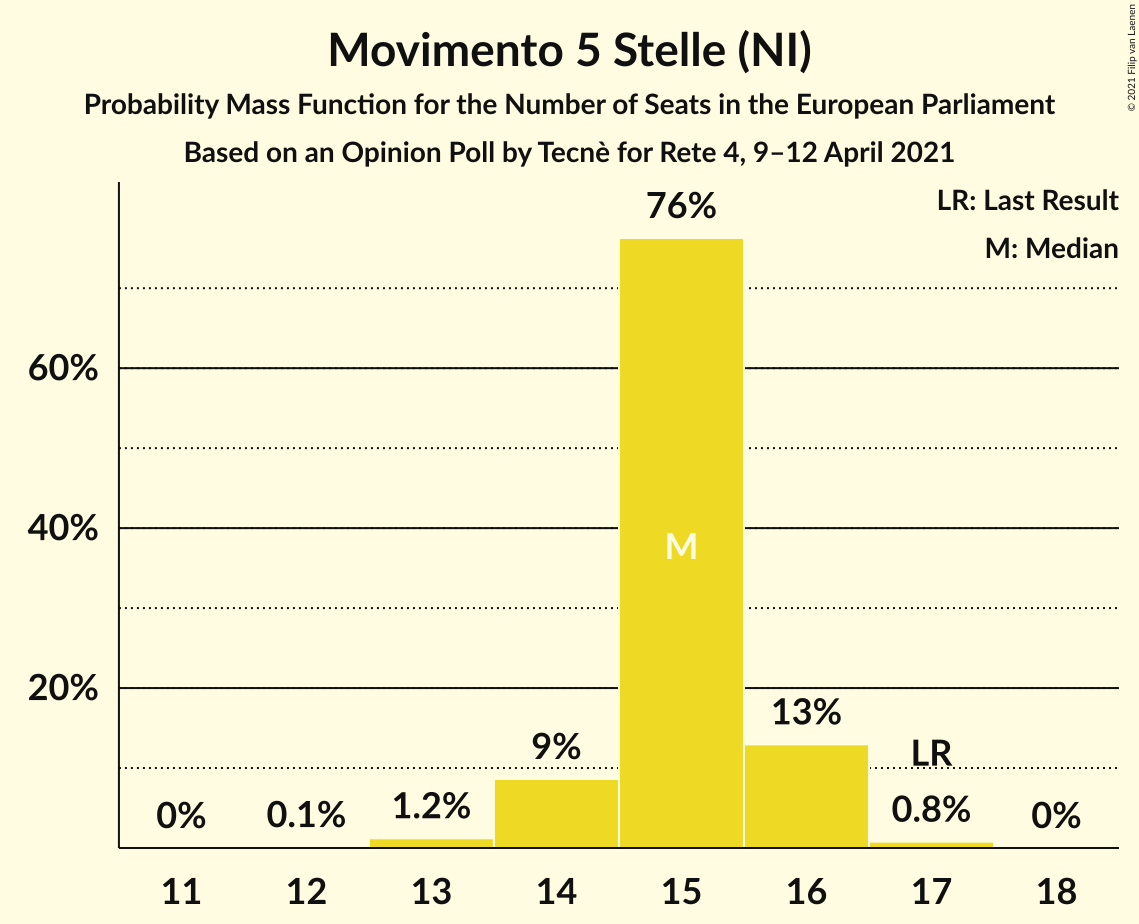 Movimento 5 Stelle (NI)
Probability Mass Function for the Number of Seats in the European Parliament
Based on an Opinion Poll by Tecnè for Rete 4, 9–12 April 2021
© 2021 Filip van Laenen
LR: Last Result
M: Median
76%
60%
40%
M
20%
13%
9%
LR
1.2%
0.8%
0%
0.1%
0%
11 12 13 14 15 16 17 18